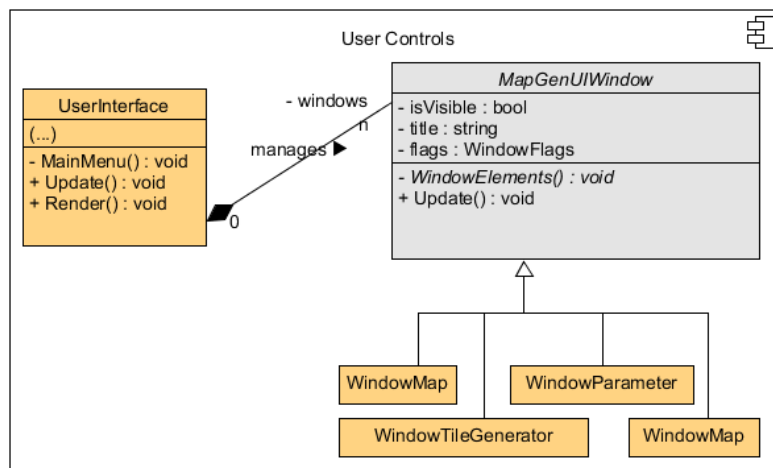 User Controls
UserInterface
(...)
- MainMenu() : void
+ Update() : void
+ Render() : void
- windows
n
manages
0
MapGenUIWindow
- isVisible : bool
- title : string
- flags : WindowFlags
- WindowElements() : void
+ Update() : void
WindowMap
WindowParameter
WindowTileGenerator
WindowMap